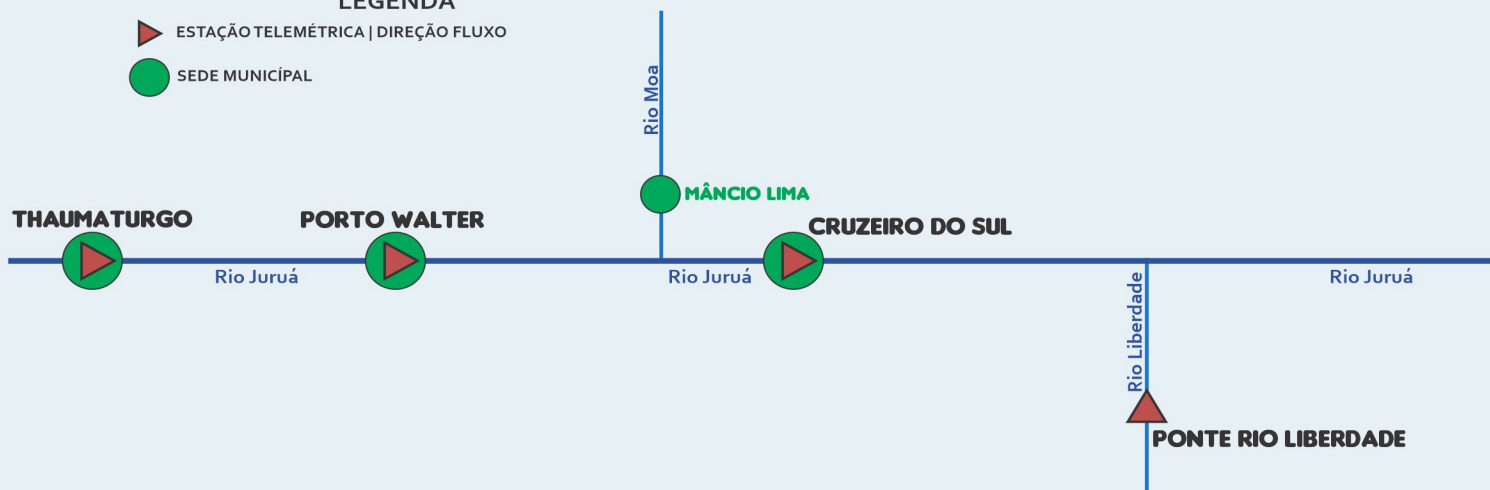 LEGENDA
ESTAÇÃO TELEMÉTRICA | DIREÇÃO FLUXO
SEDE MUNICÍPAL
Rio Moa
MÂNCIO LIMA
THAUMATURGO
PORTO WALTER
CRUZEIRO DO SUL
Rio Juruá
Rio Juruá
Rio Juruá
Rio Liberdade
PONTE RIO LIBERDADE